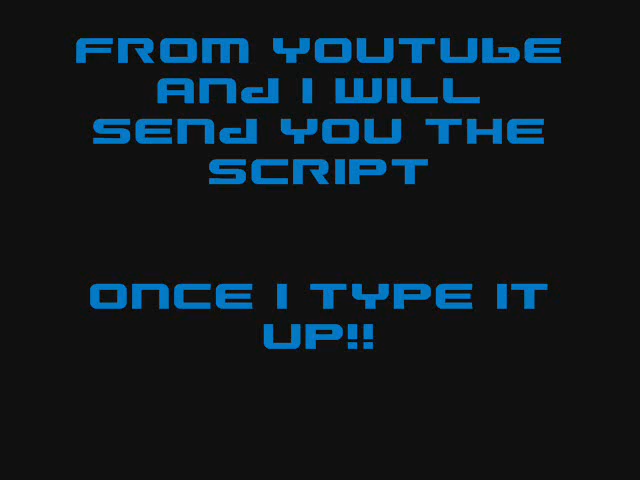 FROM YOUTUbE
ANd I WILL
SENd YOU THE
SCRIPT
ONCE I TYPE IT
UP!!